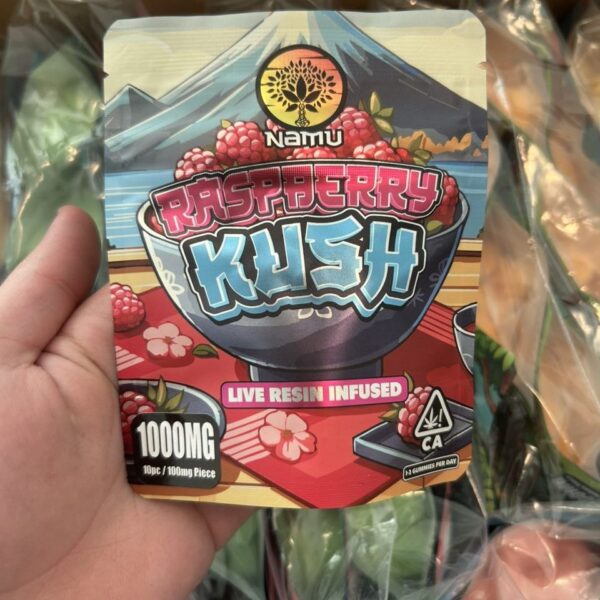 NAMU
RASPBERRY
KUSH
LIVE RESIN INFUSED
1000MG
10pc / 100mg Piece
!
CA
1-2 GUMMIES PER DAY